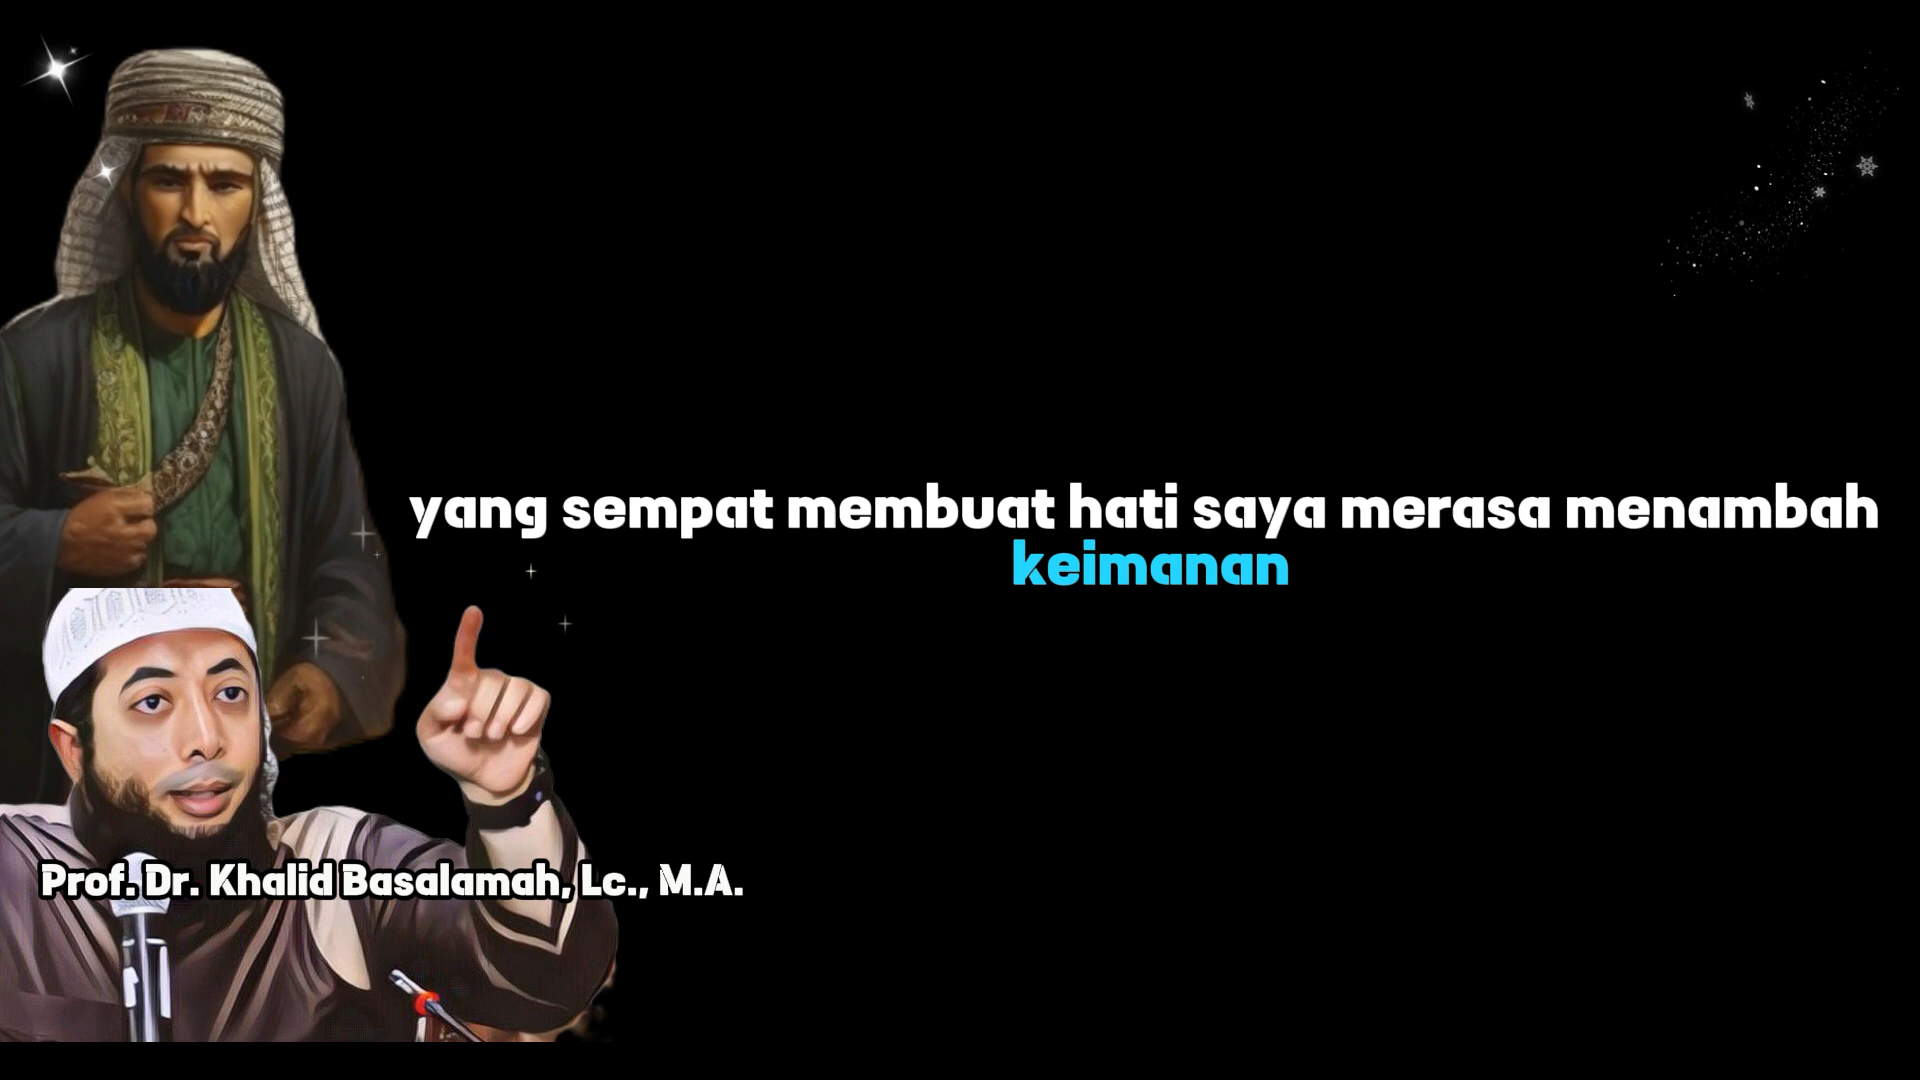 yang sempat membuat hati saya merasa menambah
keimanan
Prof. Dr. Khalid Basalamah, Lc., M.A.